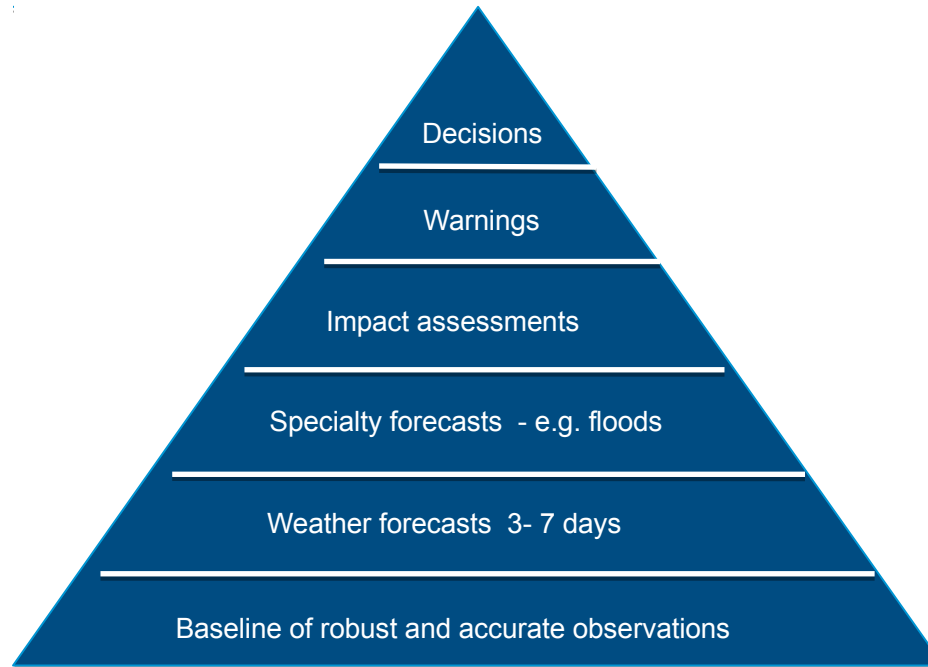 Decisions
Warnings
Impact assessments
Specialty forecasts - e.g. floods
Weather forecasts 3- 7 days
Baseline of robust and accurate observations